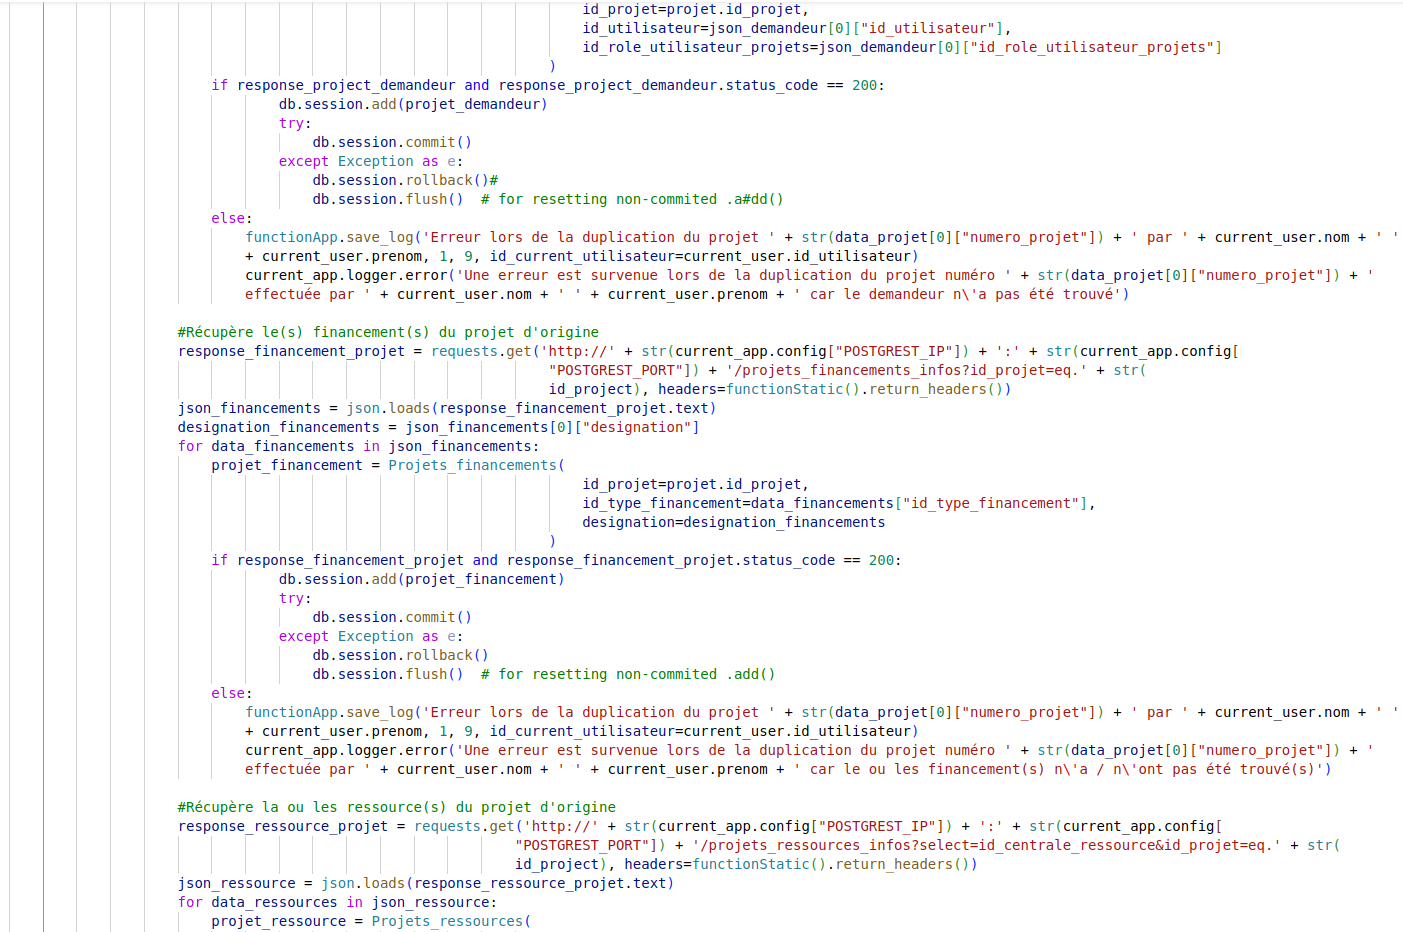 id_projet=projet.id_projet,
id_utilisateur=json_demandeur[0]["id_utilisateur"],
id_role_utilisateur_projets=json_demandeur[0]["id_role_utilisateur_projets"]
)
if response_project_demandeur and response_project_demandeur.status_code == 200:
db.session.add(projet_demandeur)
try:
db.session.commit()
except Exception as e:
db.session.rollback()#
db.session.flush()  # for resetting non-commited .a#dd()
else:
functionApp.save_log('Erreur lors de la duplication du projet ' + str(data_projet[0]["numero_projet"]) + ' par ' + current_user.nom + ' '
+ current_user.prenom, 1, 9, id_current_utilisateur=current_user.id_utilisateur)
current_app.logger.error('Une erreur est survenue lors de la duplication du projet numéro ' + str(data_projet[0]["numero_projet"]) + '
effectuée par ' + current_user.nom + ' ' + current_user.prenom + ' car le demandeur n\'a pas été trouvé')
#Récupère le(s) financement(s) du projet d'origine
response_financement_projet = requests.get('http://' + str(current_app.config["POSTGREST_IP"]) + ':' + str(current_app.config[
"POSTGREST_PORT"]) + '/projets_financements_infos?id_projet=eq.' + str(
id_project), headers=functionStatic().return_headers())
json_financements = json.loads(response_financement_projet.text)
designation_financements = json_financements[0]["designation"]
for data_financements in json_financements:
projet_financement = Projets_financements(
id_projet=projet.id_projet,
id_type_financement=data_financements["id_type_financement"],
designation=designation_financements
)
if response_financement_projet and response_financement_projet.status_code == 200:
db.session.add(projet_financement)
try:
db.session.commit()
except Exception as e:
db.session.rollback()
db.session.flush()  # for resetting non-commited .add()
else:
functionApp.save_log('Erreur lors de la duplication du projet ' + str(data_projet[0]["numero_projet"]) + ' par ' + current_user.nom + ' '
+ current_user.prenom, 1, 9, id_current_utilisateur=current_user.id_utilisateur)
current_app.logger.error('Une erreur est survenue lors de la duplication du projet numéro ' + str(data_projet[0]["numero_projet"]) + '
effectuée par ' + current_user.nom + ' ' + current_user.prenom + ' car le ou les financement(s) n\'a / n\'ont pas été trouvé(s)')
#Récupère la ou les ressource(s) du projet d'origine
response_ressource_projet = requests.get('http://' + str(current_app.config["POSTGREST_IP"]) + ':' + str(current_app.config[
"POSTGREST_PORT"]) + '/projets_ressources_infos?select=id_centrale_ressource&id_projet=eq.' + str(
id_project), headers=functionStatic().return_headers())
json_ressource = json.loads(response_ressource_projet.text)
for data_ressources in json_ressource:
projet_ressource = Projets_ressources(